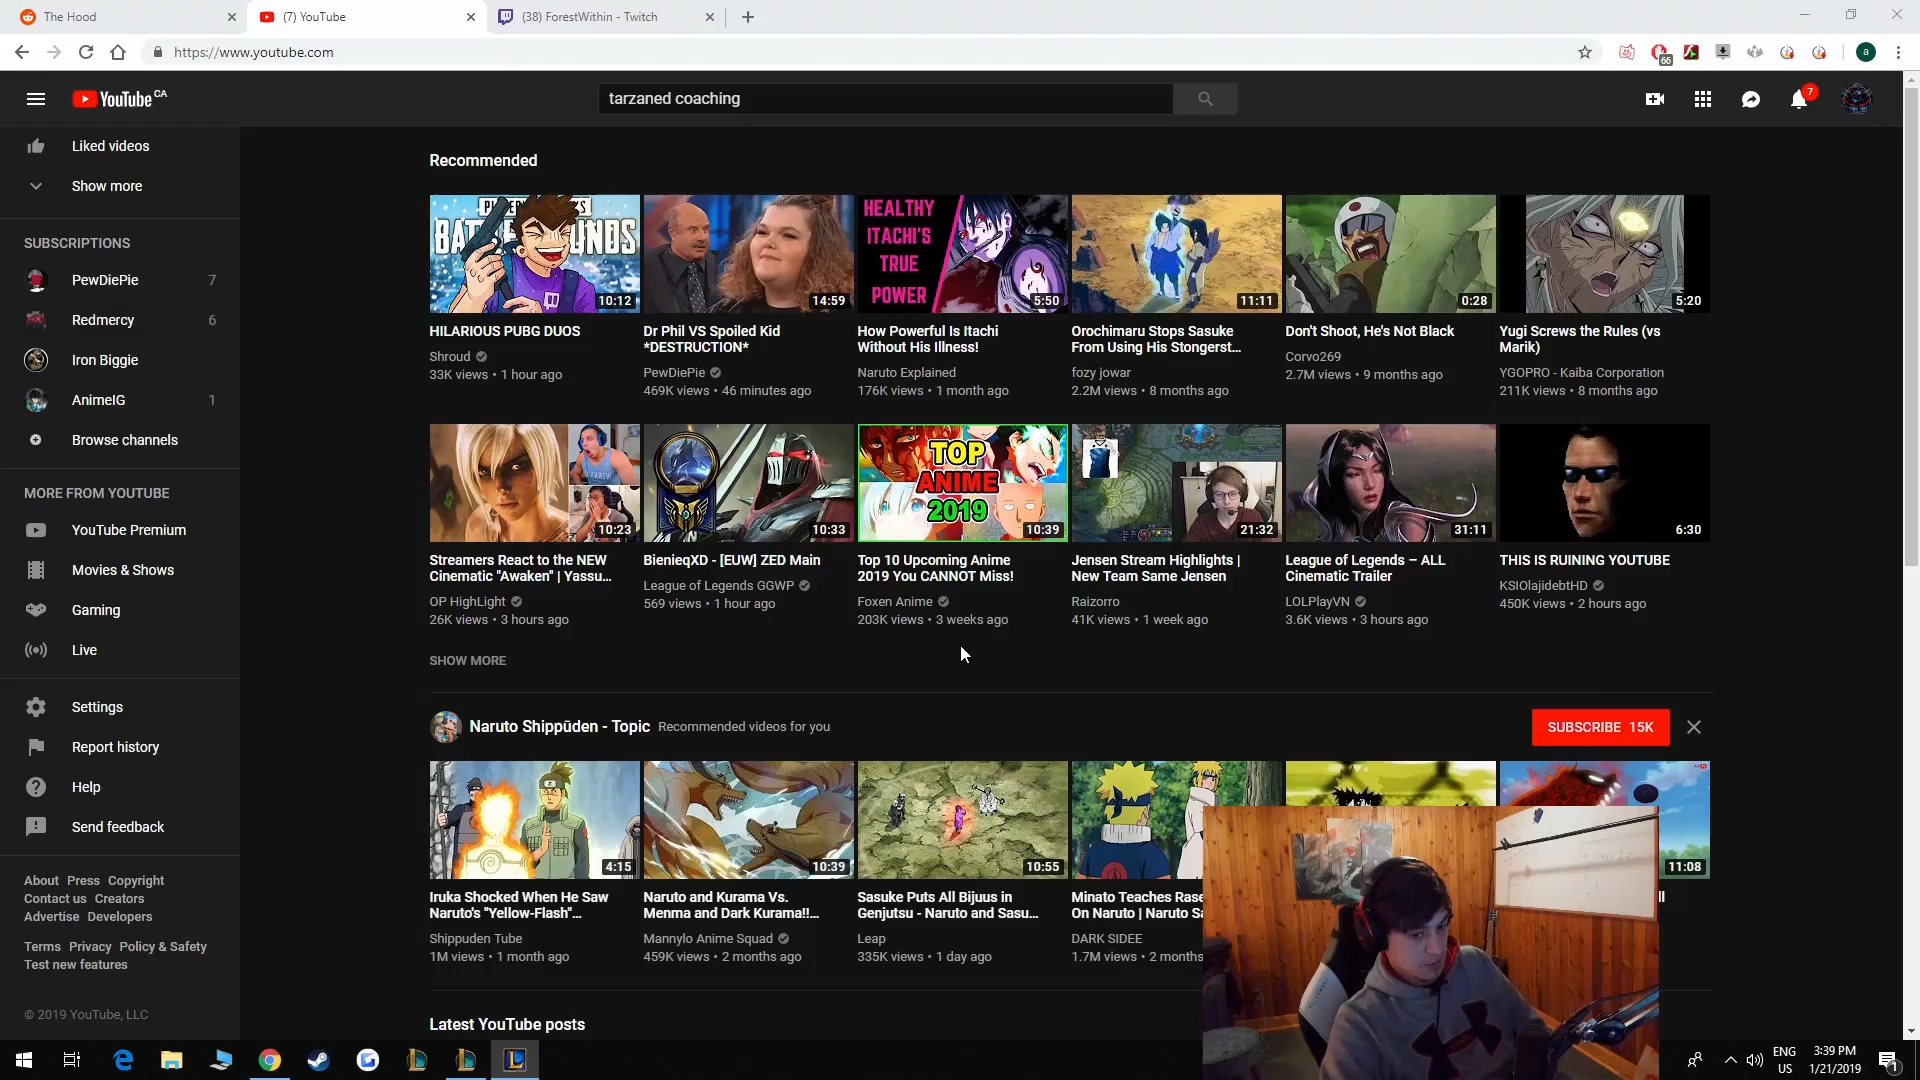 The Hood
(7) YouTube
(38) ForestWithin - Twitch
https://www.youtube.com
66
a
YouTube CA
tarzaned coaching
7
Liked videos
Show more
SUBSCRIPTIONS
PewDiePie 7
Redmercy 6
Iron Biggie
AnimeIG 1
Browse channels
MORE FROM YOUTUBE
YouTube Premium
Movies & Shows
Gaming
Live
Settings
Report history
Help
Send feedback
About Press Copyright
Contact us Creators
Advertise Developers
Terms Privacy Policy & Safety
Test new features
© 2019 YouTube, LLC
Recommended
10:12
HILARIOUS PUBG DUOS
Shroud
33K views • 1 hour ago
14:59
Dr Phil VS Spoiled Kid
*DESTRUCTION*
PewDiePie
469K views • 46 minutes ago
HEALTHY
ITACHI'S
TRUE
POWER
5:50
How Powerful Is Itachi
Without His Illness!
Naruto Explained
176K views • 1 month ago
11:11
Orochimaru Stops Sasuke
From Using His Stongerst...
fozy jowar
2.2M views • 8 months ago
0:28
Don't Shoot, He's Not Black
Corvo269
2.7M views • 9 months ago
5:20
Yugi Screws the Rules (vs
Marik)
YGOPRO - Kaiba Corporation
211K views • 8 months ago
10:23
Streamers React to the NEW
Cinematic "Awaken" | Yassu...
OP HighLight
26K views • 3 hours ago
10:33
BienieqXD - [EUW] ZED Main
League of Legends GGWP
569 views • 1 hour ago
TOP
ANIME
2019
10:39
Top 10 Upcoming Anime
2019 You CANNOT Miss!
Foxen Anime
203K views • 3 weeks ago
21:32
Jensen Stream Highlights |
New Team Same Jensen
Raizorro
41K views • 1 week ago
31:11
League of Legends – ALL
Cinematic Trailer
LOLPlayVN
3.6K views • 3 hours ago
6:30
THIS IS RUINING YOUTUBE
KSIOlajidebtHD
450K views • 2 hours ago
SHOW MORE
Naruto Shippūden - Topic Recommended videos for you
SUBSCRIBE 15K
4:15
Iruka Shocked When He Saw
Naruto's "Yellow-Flash"...
Shippuden Tube
1M views • 1 month ago
10:39
Naruto and Kurama Vs.
Menma and Dark Kurama!!...
Mannylo Anime Squad
459K views • 2 months ago
10:55
Sasuke Puts All Bijuus in
Genjutsu - Naruto and Sasu...
Leap
335K views • 1 day ago
Minato Teaches Rase
On Naruto | Naruto Sa
DARK SIDEE
1.7M views • 2 months
11:08
Latest YouTube posts
ENG
US
3:39 PM
1/21/2019
1